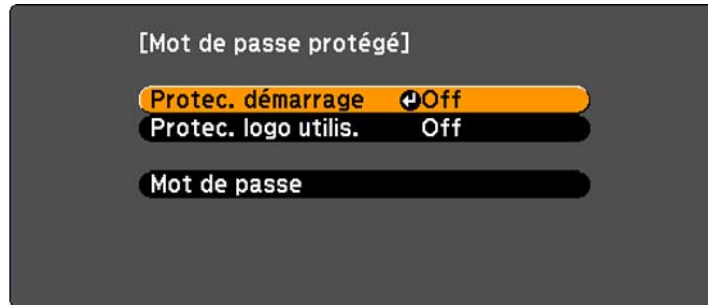 [Mot de passe protégé]
Protec. démarrage Off
Protec. logo utilis. Off
Mot de passe